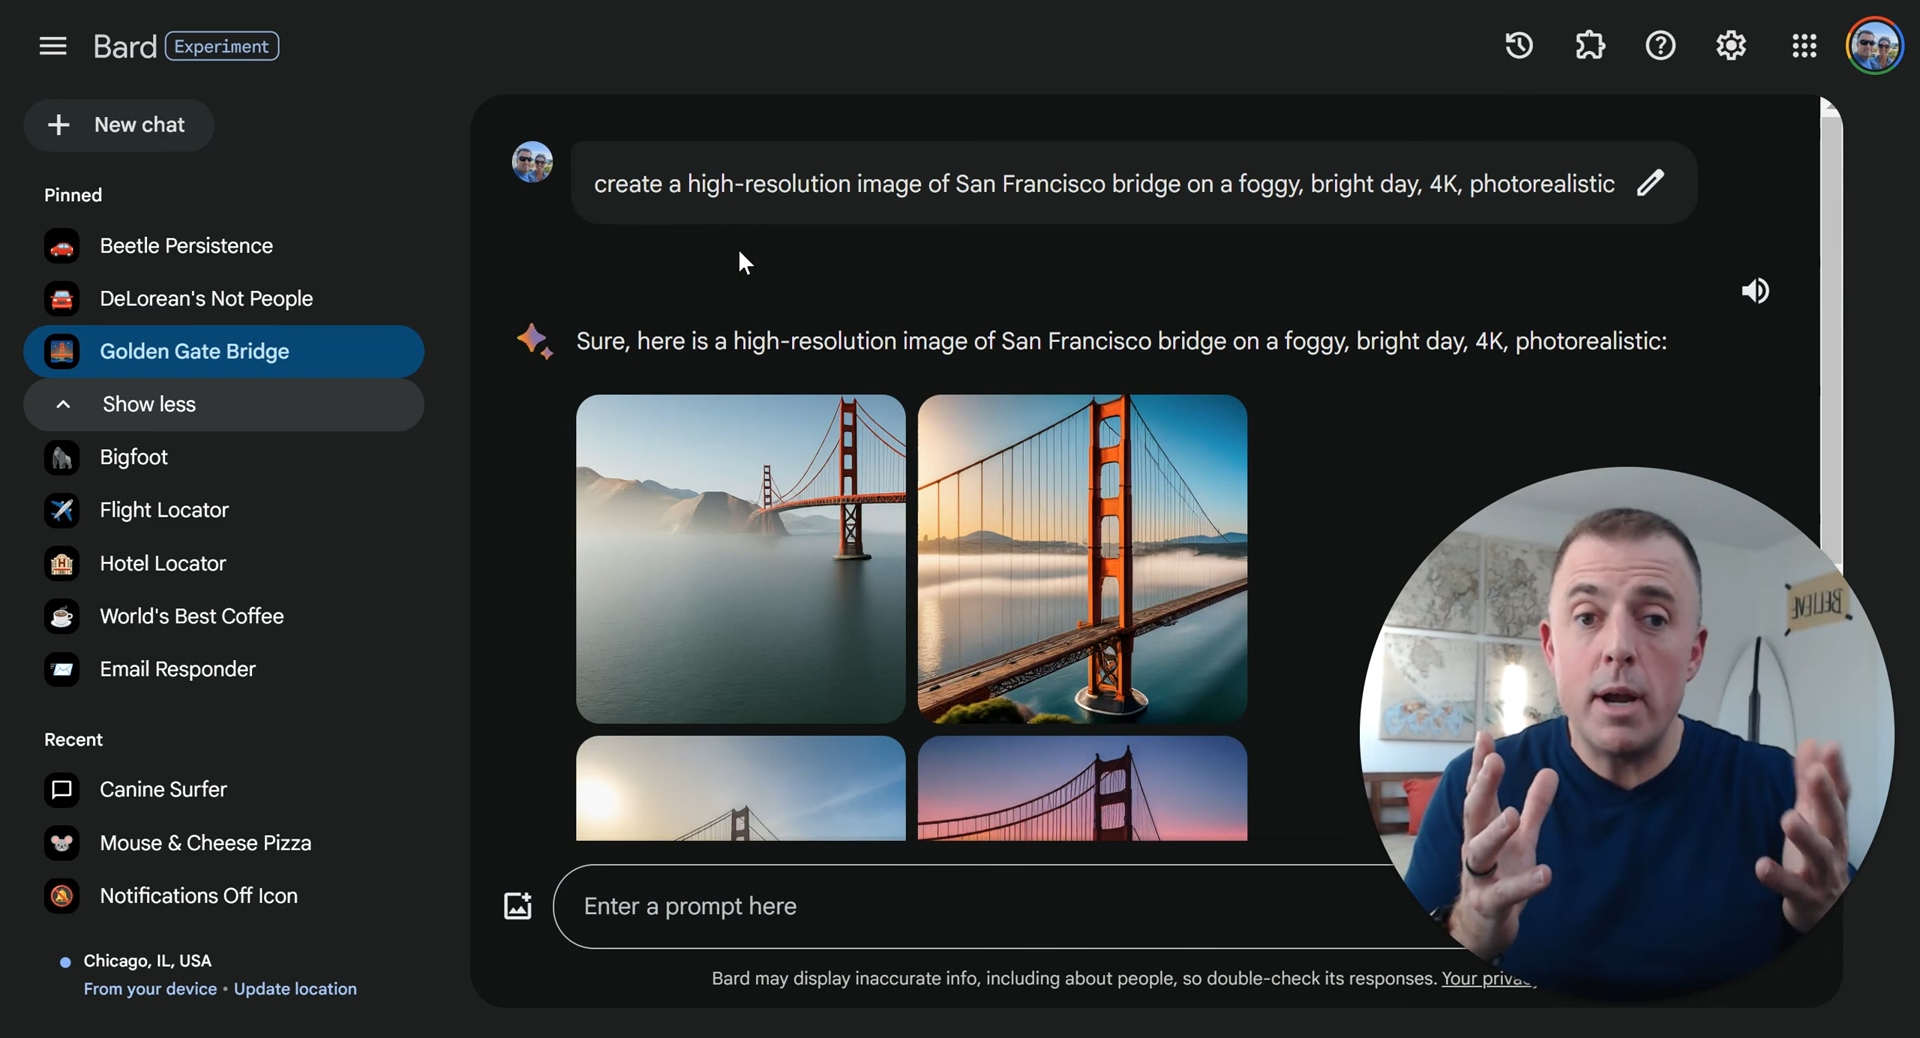 Bard Experiment
New chat
Pinned
Beetle Persistence
DeLorean's Not People
Golden Gate Bridge
Show less
Bigfoot
Flight Locator
Hotel Locator
World's Best Coffee
Email Responder
Recent
Canine Surfer
Mouse & Cheese Pizza
Notifications Off Icon
Chicago, IL, USA
From your device • Update location
create a high-resolution image of San Francisco bridge on a foggy, bright day, 4K, photorealistic
Sure, here is a high-resolution image of San Francisco bridge on a foggy, bright day, 4K, photorealistic:
BELIEVE
Enter a prompt here
Bard may display inaccurate info, including about people, so double-check its responses. Your